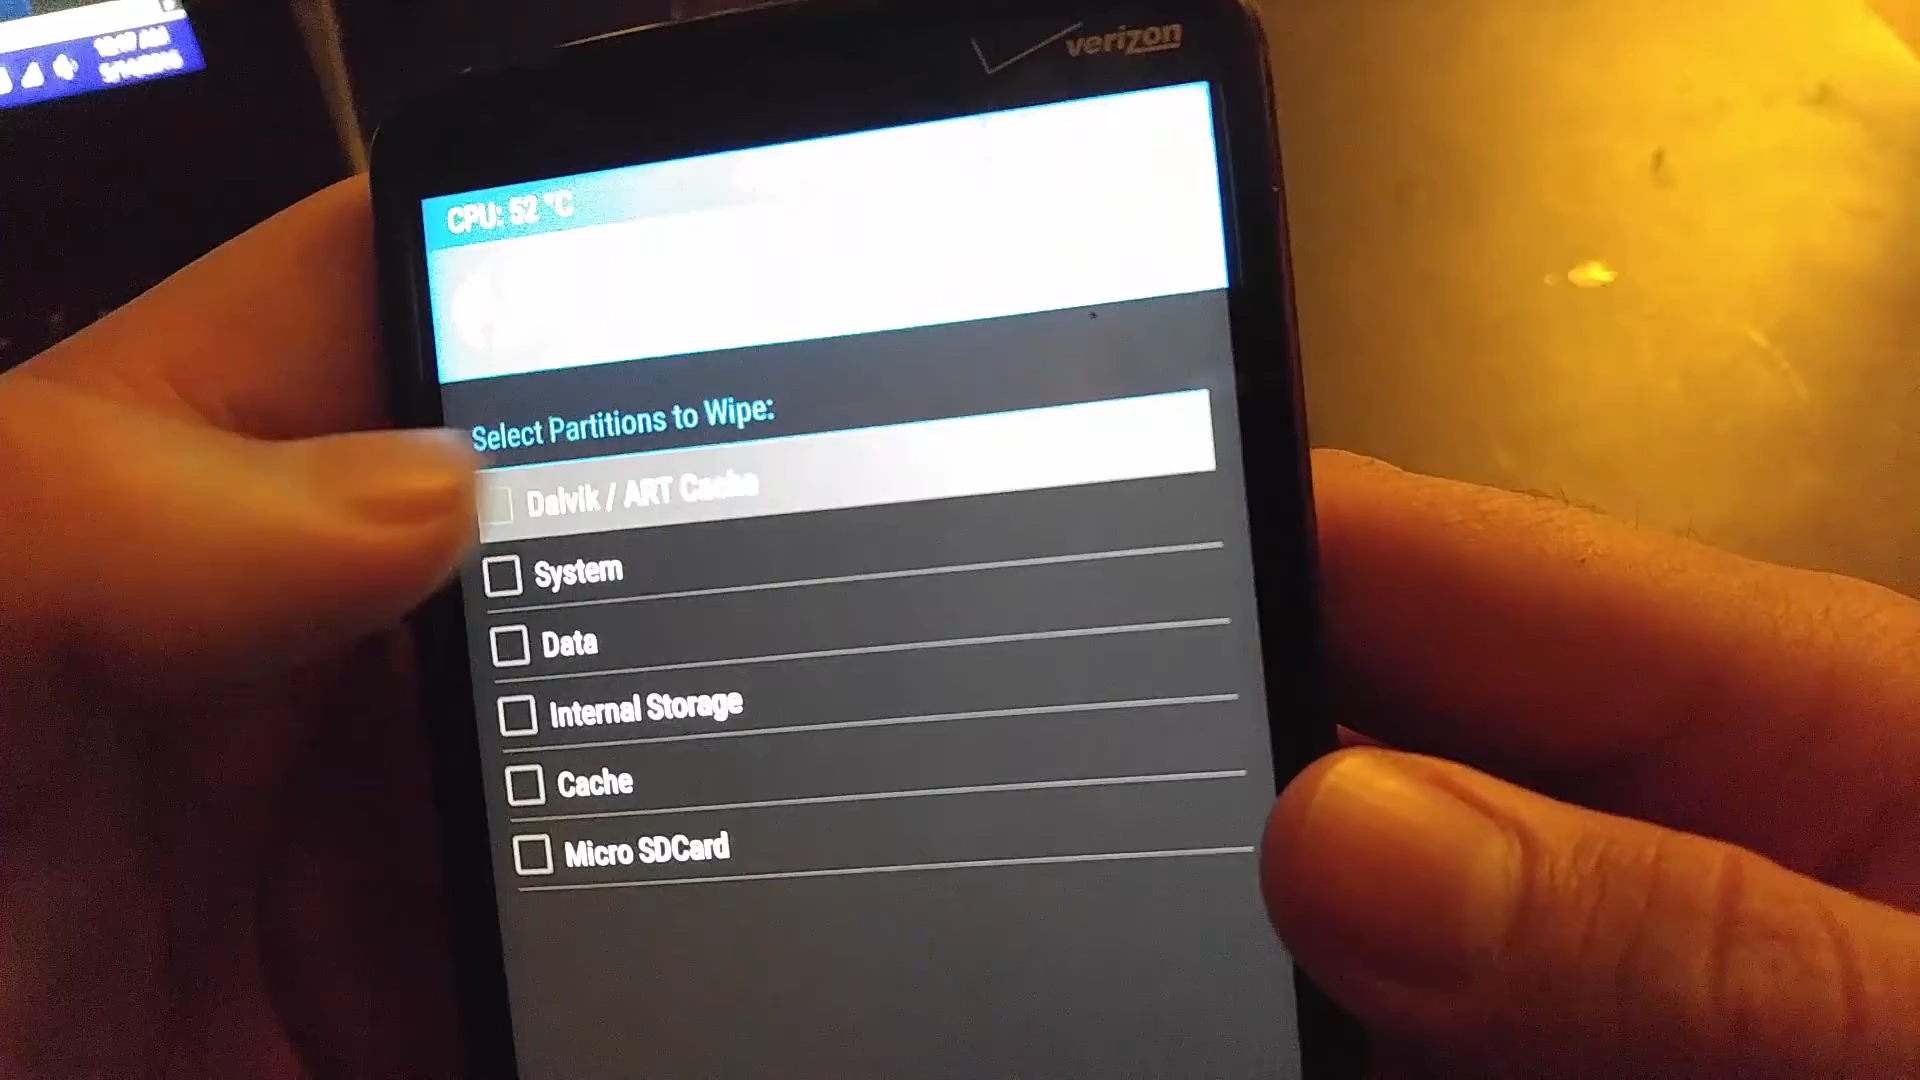 verizon
CPU: 52 °C
Select Partitions to Wipe:
Dalvik / ART Cache
System
Data
Internal Storage
Cache
Micro SDCard